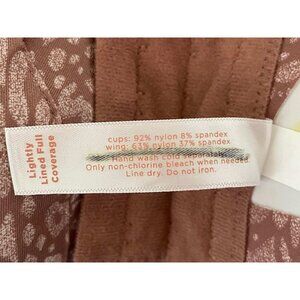 Lightly
Lined Full
Coverage
cups: 92% nylon 8% spandex
wing: 63% nylon 37% spandex
Hand wash cold separately.
Only non-chlorine bleach when needed
Line dry. Do not iron.